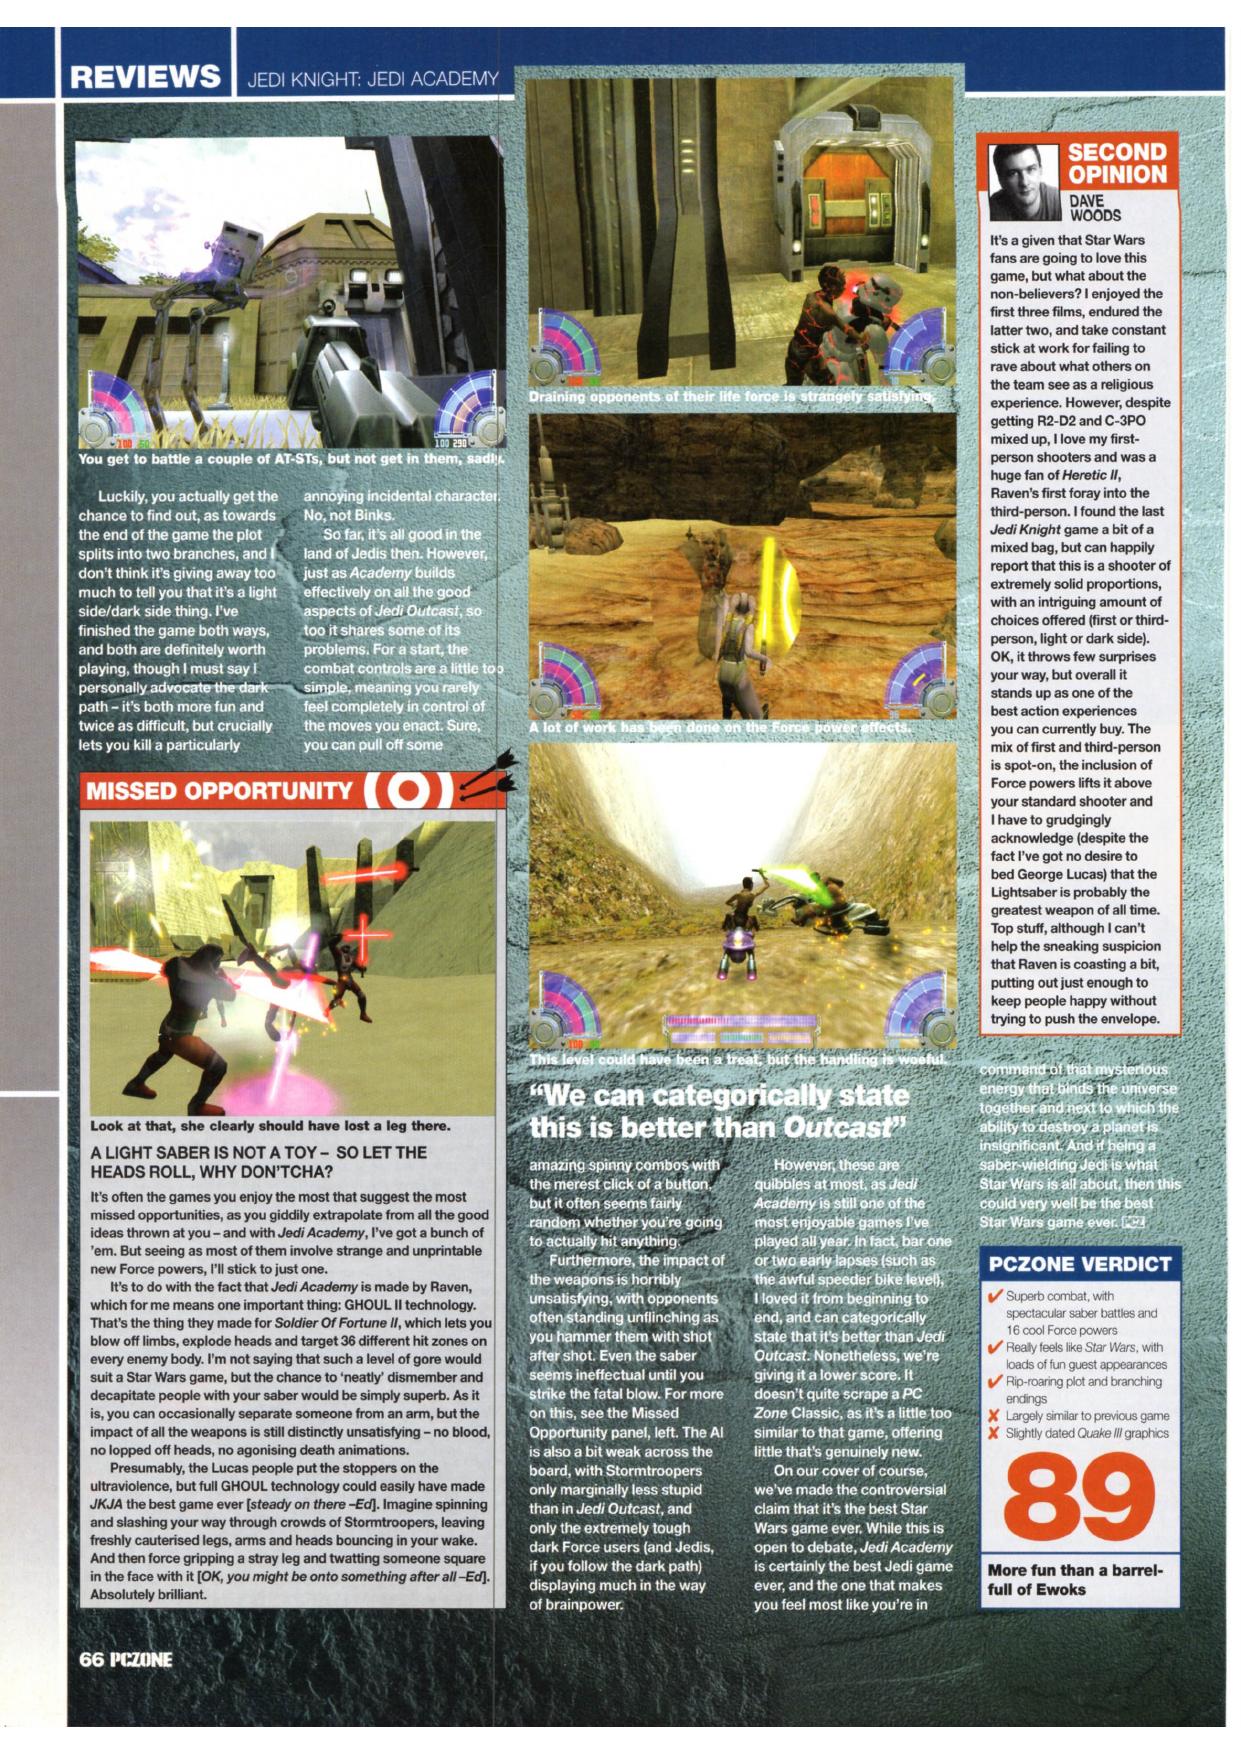 REVIEWS
JEDI KNIGHT: JEDI ACADEMY
You get to battle a couple of AT-STs, but not get in them, sadly.
Luckily, you actually get the
chance to find out, as towards
the end of the game the plot
splits into two branches, and I
don't think it's giving away too
much to tell you that it's a light
side/dark side thing. I've
finished the game both ways,
and both are definitely worth
playing, though I must say I
personally advocate the dark
path – it's both more fun and
twice as difficult, but crucially
lets you kill a particularly
annoying incidental character.
No, not Binks.
So far, it's all good in the
land of Jedis then. However,
just as Academy builds
effectively on all the good
aspects of Jedi Outcast, so
too it shares some of its
problems. For a start, the
combat controls are a little too
simple, meaning you rarely
feel completely in control of
the moves you enact. Sure,
you can pull off some
MISSED OPPORTUNITY
Look at that, she clearly should have lost a leg there.
A LIGHT SABER IS NOT A TOY – SO LET THE
HEADS ROLL, WHY DON'TCHA?
It's often the games you enjoy the most that suggest the most
missed opportunities, as you giddily extrapolate from all the good
ideas thrown at you – and with Jedi Academy, I've got a bunch of
'em. But seeing as most of them involve strange and unprintable
new Force powers, I'll stick to just one.
It's to do with the fact that Jedi Academy is made by Raven,
which for me means one important thing: GHOUL II technology.
That's the thing they made for Soldier Of Fortune II, which lets you
blow off limbs, explode heads and target 36 different hit zones on
every enemy body. I'm not saying that such a level of gore would
suit a Star Wars game, but the chance to 'neatly' dismember and
decapitate people with your saber would be simply superb. As it
is, you can occasionally separate someone from an arm, but the
impact of all the weapons is still distinctly unsatisfying – no blood,
no lopped off heads, no agonising death animations.
Presumably, the Lucas people put the stoppers on the
ultraviolence, but full GHOUL technology could easily have made
JKJA the best game ever [steady on there –Ed]. Imagine spinning
and slashing your way through crowds of Stormtroopers, leaving
freshly cauterised legs, arms and heads bouncing in your wake.
And then force gripping a stray leg and twatting someone square
in the face with it [OK, you might be onto something after all –Ed].
Absolutely brilliant.
Draining opponents of their life force is strangely satisfying.
A lot of work has been done on the Force power effects.
This level could have been a treat, but the handling is woeful.
"We can categorically state
this is better than Outcast"
amazing spinny combos with
the merest click of a button,
but it often seems fairly
random whether you're going
to actually hit anything.
Furthermore, the impact of
the weapons is horribly
unsatisfying, with opponents
often standing unflinching as
you hammer them with shot
after shot. Even the saber
seems ineffectual until you
strike the fatal blow. For more
on this, see the Missed
Opportunity panel, left. The AI
is also a bit weak across the
board, with Stormtroopers
only marginally less stupid
than in Jedi Outcast, and
only the extremely tough
dark Force users (and Jedis,
if you follow the dark path)
displaying much in the way
of brainpower.
However, these are
quibbles at most, as Jedi
Academy is still one of the
most enjoyable games I've
played all year. In fact, bar one
or two early lapses (such as
the awful speeder bike level),
I loved it from beginning to
end, and can categorically
state that it's better than Jedi
Outcast. Nonetheless, we're
giving it a lower score. It
doesn't quite scrape a PC
Zone Classic, as it's a little too
similar to that game, offering
little that's genuinely new.
On our cover of course,
we've made the controversial
claim that it's the best Star
Wars game ever. While this is
open to debate, Jedi Academy
is certainly the best Jedi game
ever, and the one that makes
you feel most like you're in
command of that mysterious
energy that binds the universe
together and next to which the
ability to destroy a planet is
insignificant. And if being a
saber-wielding Jedi is what
Star Wars is all about, then this
could very well be the best
Star Wars game ever.
SECOND
OPINION
DAVE
WOODS
It's a given that Star Wars
fans are going to love this
game, but what about the
non-believers? I enjoyed the
first three films, endured the
latter two, and take constant
stick at work for failing to
rave about what others on
the team see as a religious
experience. However, despite
getting R2-D2 and C-3PO
mixed up, I love my first-
person shooters and was a
huge fan of Heretic II,
Raven's first foray into the
third-person. I found the last
Jedi Knight game a bit of a
mixed bag, but can happily
report that this is a shooter of
extremely solid proportions,
with an intriguing amount of
choices offered (first or third-
person, light or dark side).
OK, it throws few surprises
your way, but overall it
stands up as one of the
best action experiences
you can currently buy. The
mix of first and third-person
is spot-on, the inclusion of
Force powers lifts it above
your standard shooter and
I have to grudgingly
acknowledge (despite the
fact I've got no desire to
bed George Lucas) that the
Lightsaber is probably the
greatest weapon of all time.
Top stuff, although I can't
help the sneaking suspicion
that Raven is coasting a bit,
putting out just enough to
keep people happy without
trying to push the envelope.
PCZONE VERDICT
Superb combat, with
spectacular saber battles and
16 cool Force powers
Really feels like Star Wars, with
loads of fun guest appearances
Rip-roaring plot and branching
endings
Largely similar to previous game
Slightly dated Quake III graphics
89
More fun than a barrel-
full of Ewoks
66 PCZONE